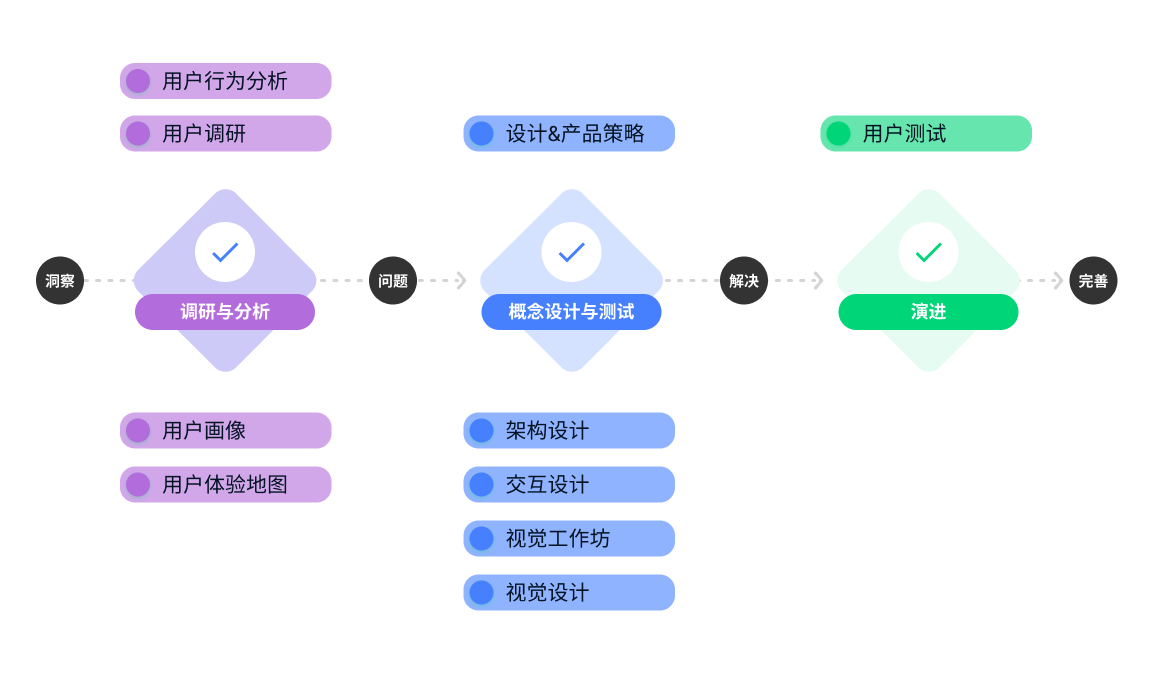 用户行为分析
用户调研
设计&产品策略
用户测试
洞察
调研与分析
问题
概念设计与测试
解决
演进
完善
用户画像
用户体验地图
架构设计
交互设计
视觉工作坊
视觉设计